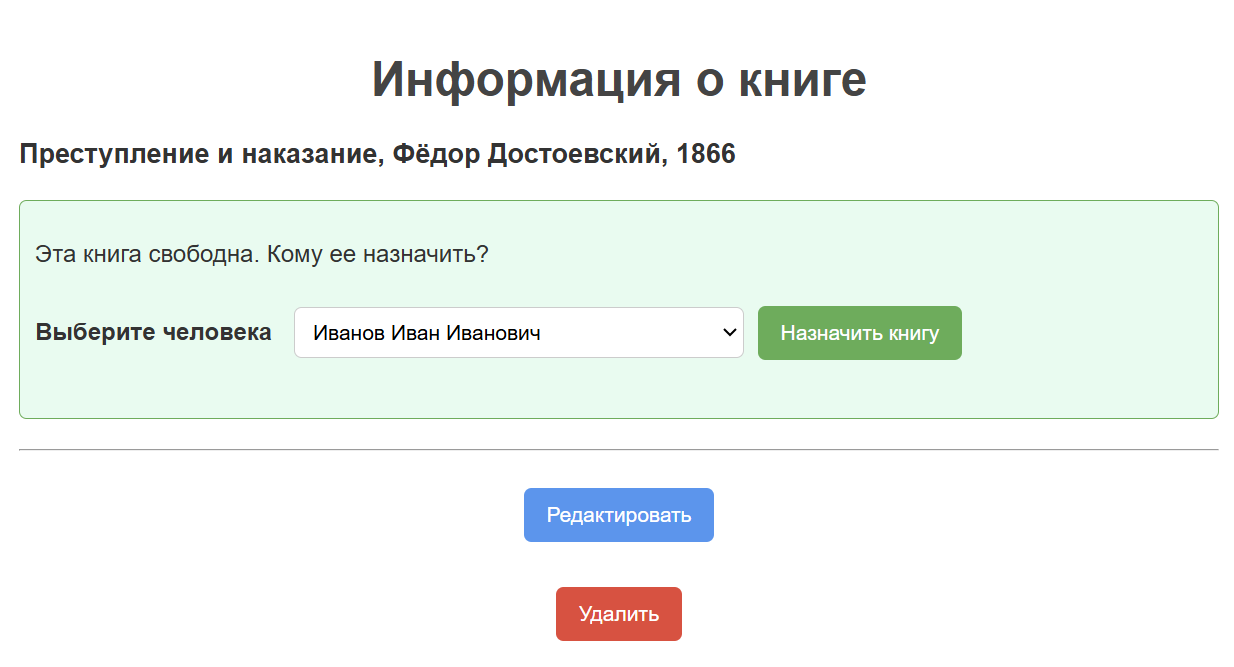 Информация о книге
Преступление и наказание, Фёдор Достоевский, 1866
Эта книга свободна. Кому ее назначить?
Выберите человека Иванов Иван Иванович Назначить книгу
Редактировать
Удалить